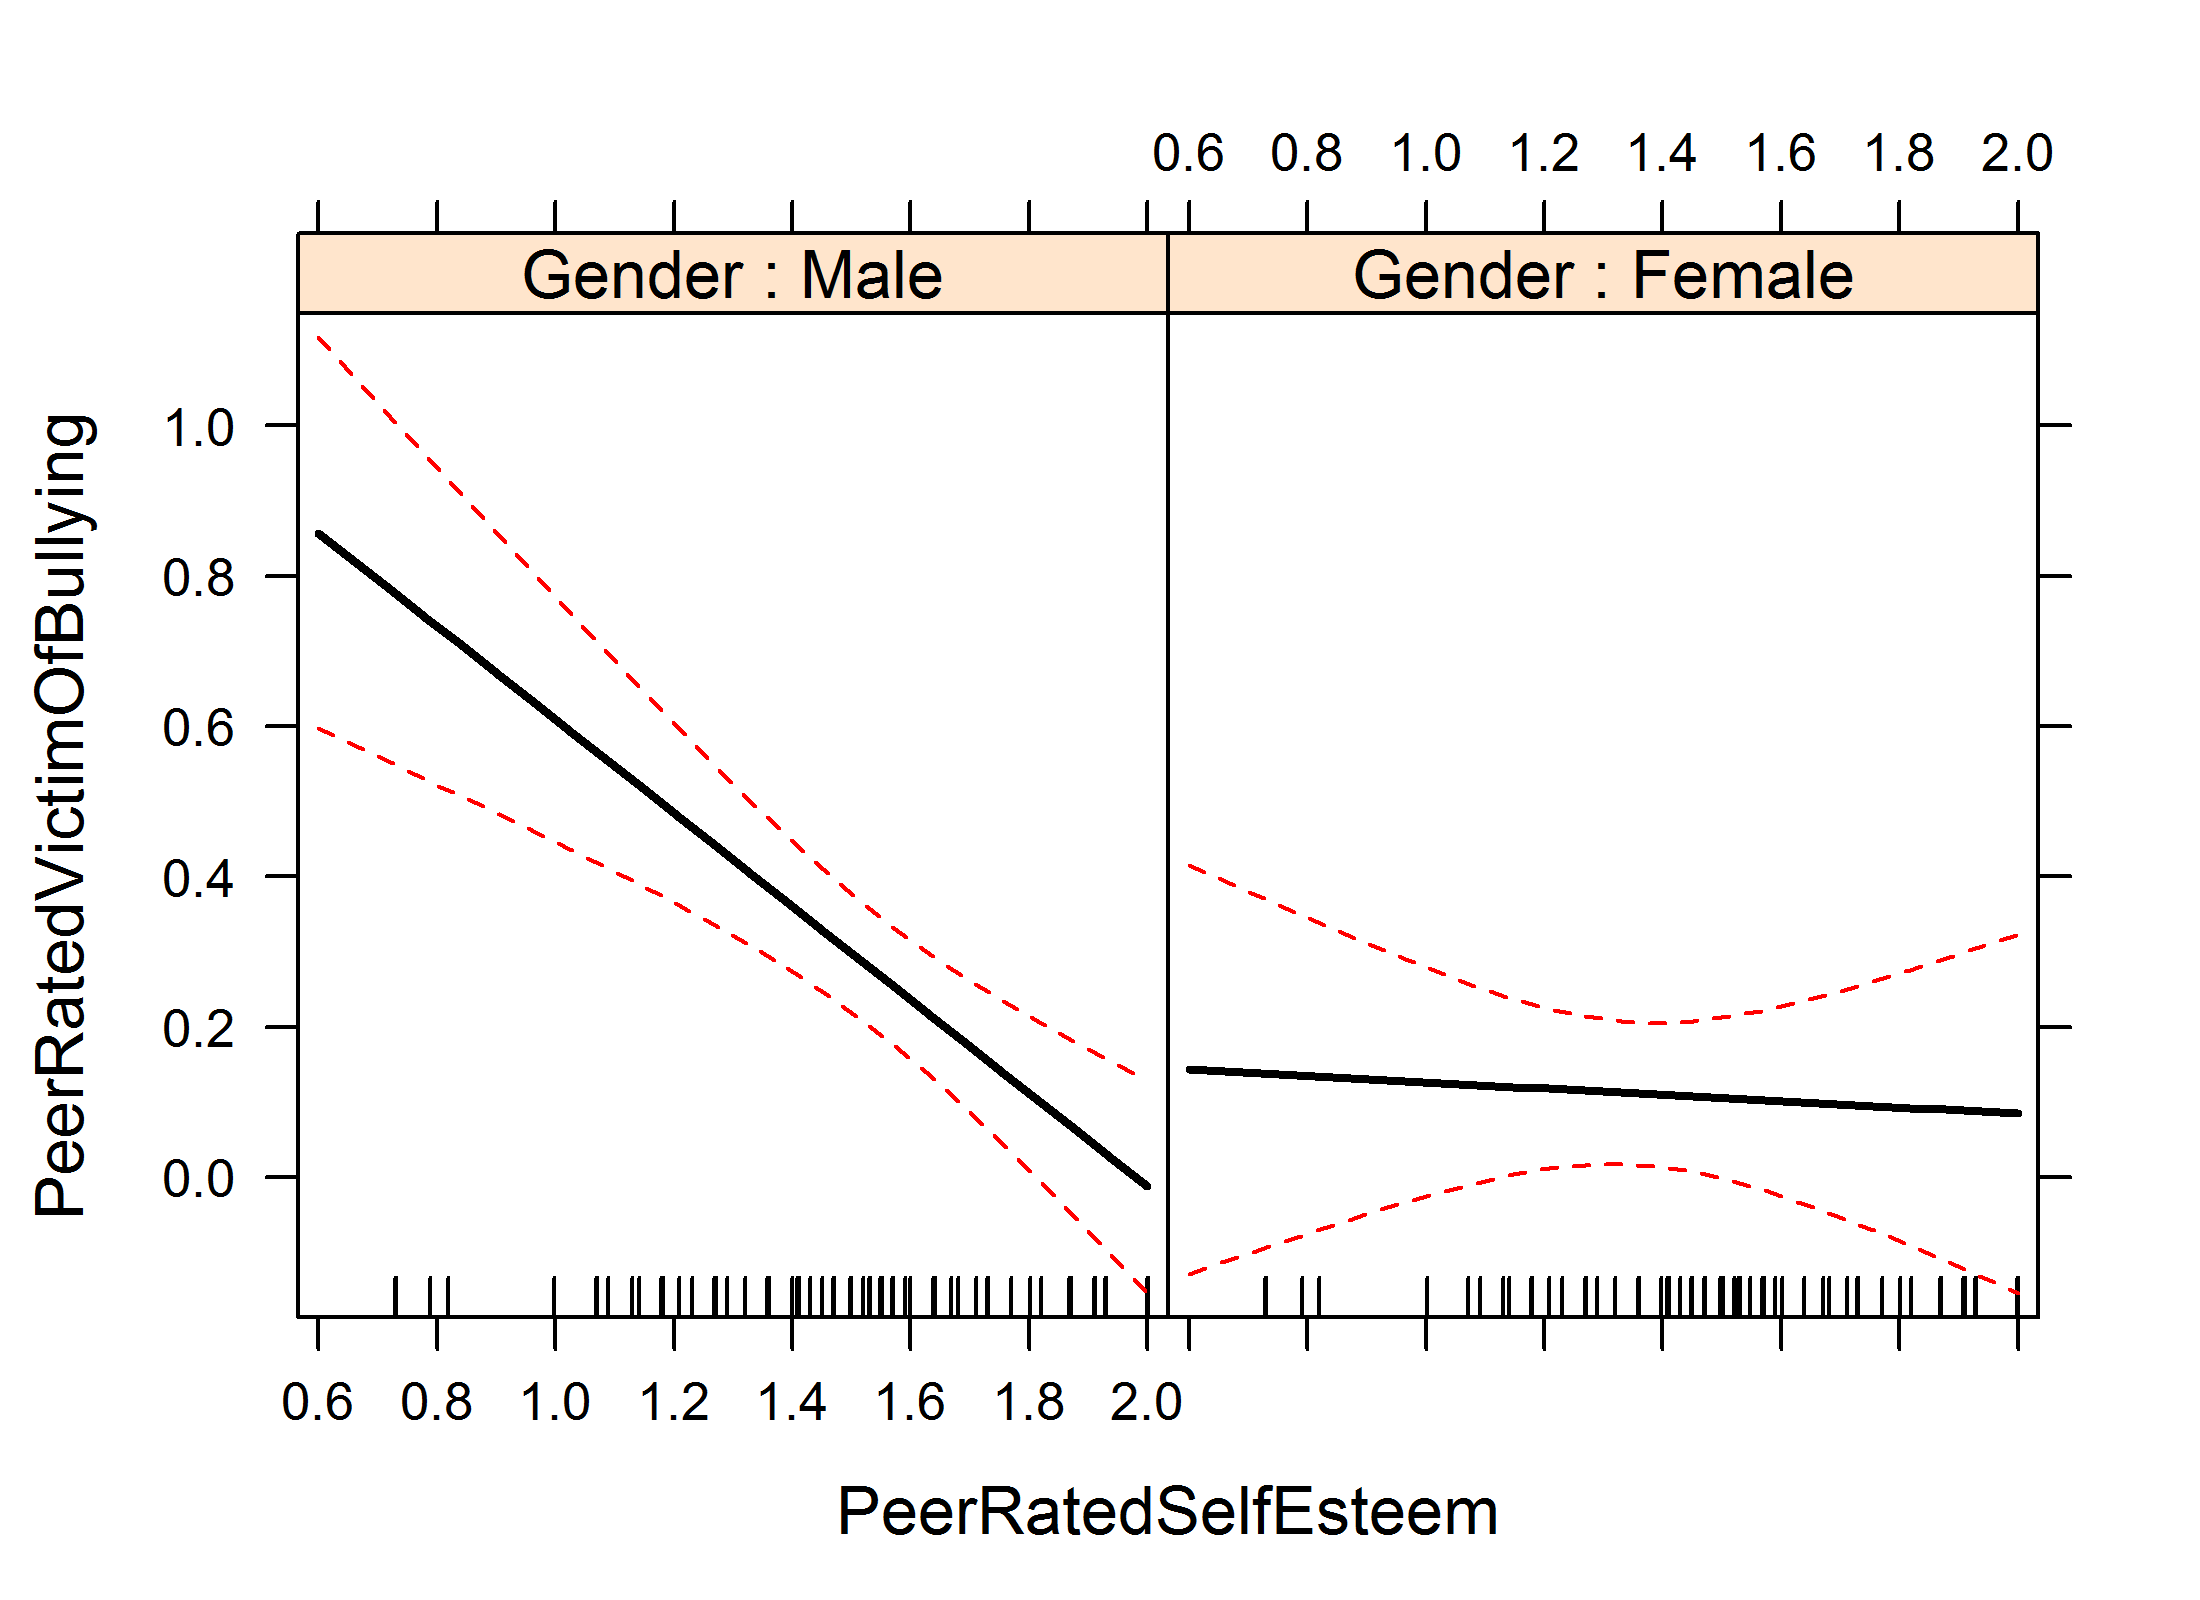 0.6 0.8 1.0 1.2 1.4 1.6 1.8 2.0
Gender : Male
Gender : Female
PeerRatedVictimOfBullying
1.0
0.8
0.6
0.4
0.2
0.0
0.6 0.8 1.0 1.2 1.4 1.6 1.8 2.0
PeerRatedSelfEsteem